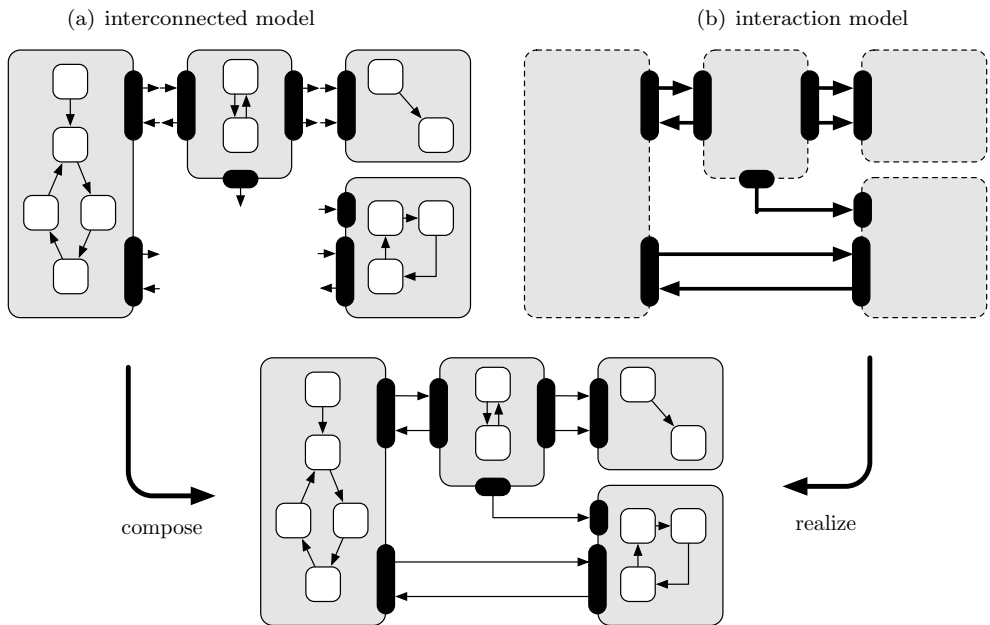 (a) interconnected model
(b) interaction model
compose
realize